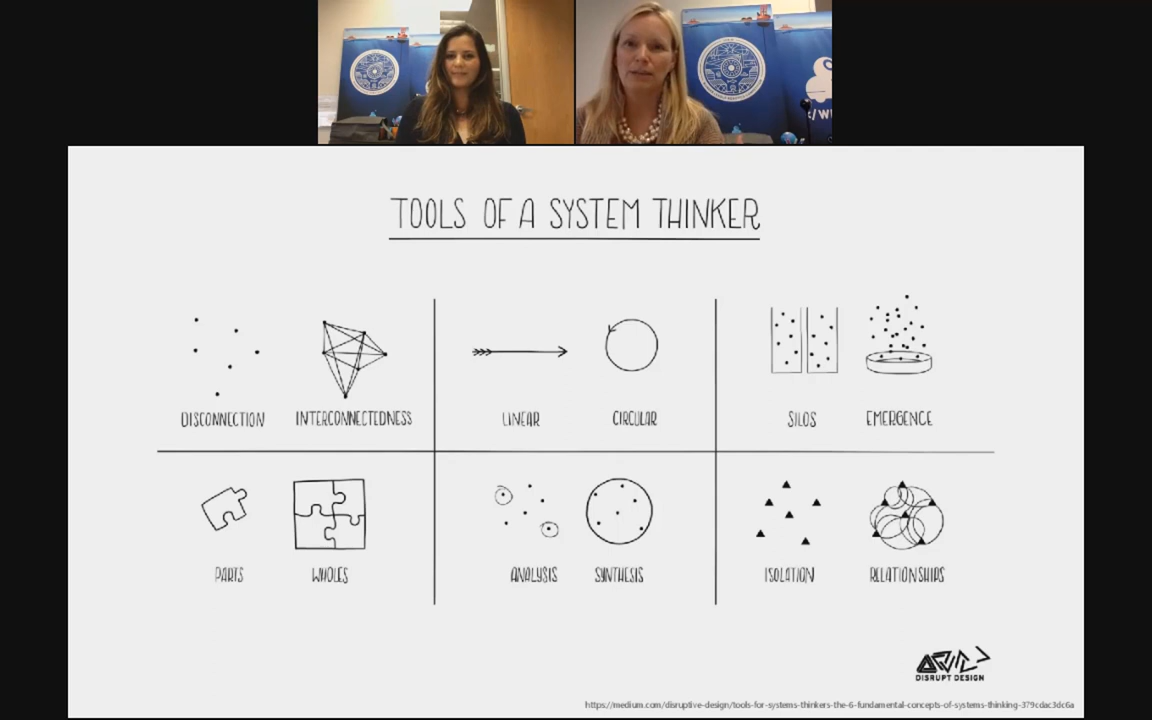 TOOLS OF A SYSTEM THINKER
DISCONNECTION
INTERCONNECTEDNESS
LINEAR
CIRCULAR
SILOS
EMERGENCE
PARTS
WHOLES
ANALYSIS
SYNTHESIS
ISOLATION
RELATIONSHIPS
DISRUPT DESIGN
https://medium.com/disruptive-design/tools-for-systems-thinkers-the-6-fundamental-concepts-of-systems-thinking-379cdac3dc6a